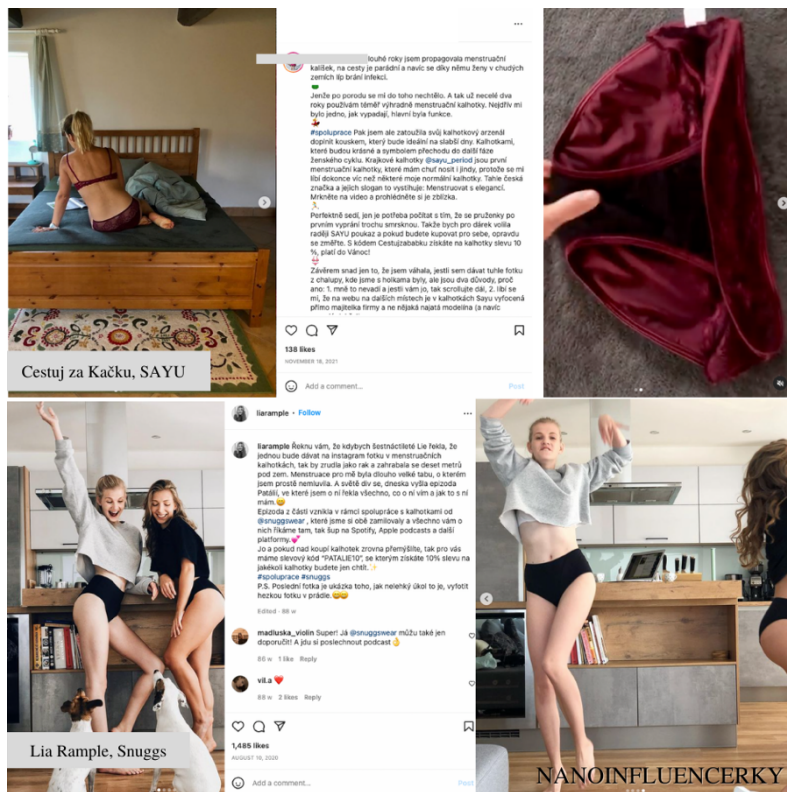 dlouhé roky jsem propagovala menstruační
kalíšek, na cesty je parádní a navíc se díky němu ženy v chudých
zemích líp brání infekci.
Jenže po porodu se mi do toho nechtělo. A tak už necelé dva
roky používám téměř výhradně menstruační kalhotky. Nejdřív mi
bylo jedno, jak vypadají, hlavní byla funkce.
#spoluprace Pak jsem ale zatoužila svůj kalhotkový arzenál
doplnit kouskem, který bude ideální na slabší dny. Kalhotkami,
které budou krásné a symbolem přechodu do další fáze
ženského cyklu. Krajkové kalhotky @sayu_period jsou první
menstruační kalhotky, které mám chuť nosit i jindy, protože se mi
líbí dokonce víc než některé moje normální kalhotky. Tahle česká
značka a jejich slogan to vystihuje: Menstruovat s elegancí.
Mrkněte na video a prohlédněte si je zblízka.
Perfektně sedí, jen je potřeba počítat s tím, že se pruženky po
prvním vyprání trochu smrsknou. Takže bych pro dárek volila
raději SAYU poukaz a pokud budete kupovat pro sebe, opravdu
se změřte. S kódem Cestujzababku získáte na kalhotky slevu 10
%, platí do Vánoc!
Závěrem snad jen to, že jsem váhala, jestli sem dávat tuhle fotku
z chalupy, kde jsme s holkama byly, ale jsou dva důvody, proč
ano: 1. mně to nevadí a jestli vám jo, tak scrollujte dál, 2. líbí se
mi, že na webu na dalších místech je v kalhotkách Sayu vyfocená
přímo majitelka firmy a ne nějaká najatá modelína (a navíc
138 likes
NOVEMBER 18, 2021
Add a comment... Post
Cestuj za Kačku, SAYU
liarample • Follow
liarample Řeknu vám, že kdybych šestnáctileté Lie řekla, že
jednou bude dávat na instagram fotku v menstruačních
kalhotkách, tak by zrudla jako rak a zahrabala se deset metrů
pod zem. Menstruace pro mě byla dlouho velké tabu, o kterém
jsem prostě nemluvila. A světě div se, dneska vyšla epizoda
Patálií, ve které jsem o ní řekla všechno, co o ní vím a jak to s ní
mám.
Epizoda z části vznikla v rámci spolupráce s kalhotkami od
@snuggswear , které jsme si obě zamilovaly a všechno vám o
nich říkáme tam, tak šup na Spotify, Apple podcasts a další
platformy.
Jo a pokud nad koupí kalhotek zrovna přemýšlíte, tak pro vás
máme slevový kód “PATALIE10”, se kterým získáte 10% slevu na
jakékoli kalhotky budete jen chtít.
#spoluprace #snuggs
P.S. Poslední fotka je ukázka toho, jak nelehký úkol to je, vyfotit
hezkou fotku v prádle.
Edited · 88 w
madluska_violin Super! Já @snuggswear můžu také jen
doporučit! A jdu si poslechnout podcast
86 w 1 like Reply
vil.a
88 w 2 likes Reply
1,485 likes
AUGUST 19, 2020
Add a comment... Post
Lia Rample, Snuggs
NANOINFLUENCERKY